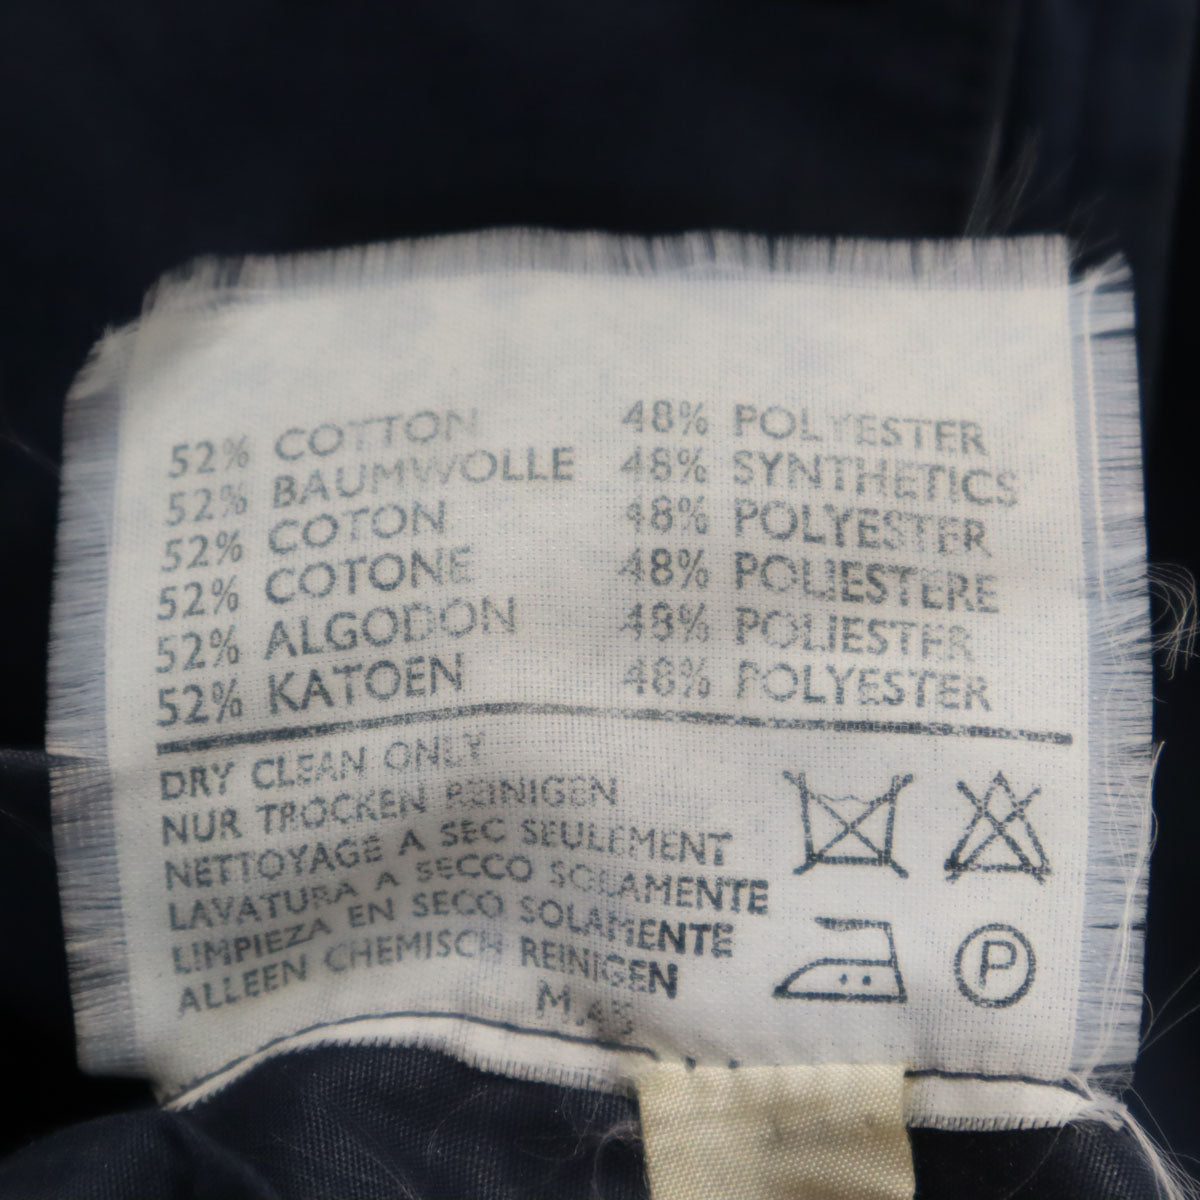 52% COTTON 48% POLYESTER
52% BAUMWOLLE 48% SYNTHETICS
52% COTON 48% POLYESTER
52% COTONE 48% POLIESTERE
52% ALGODON 48% POLIESTER
52% KATOEN 48% POLYESTER
DRY CLEAN ONLY
NUR TROCKEN REINIGEN
NETTOYAGE A SEC SEULEMENT
LAVATURA A SECCO SOLAMENTE
LIMPIEZA EN SECO SOLAMENTE
ALLEEN CHEMISCH REINIGEN
P